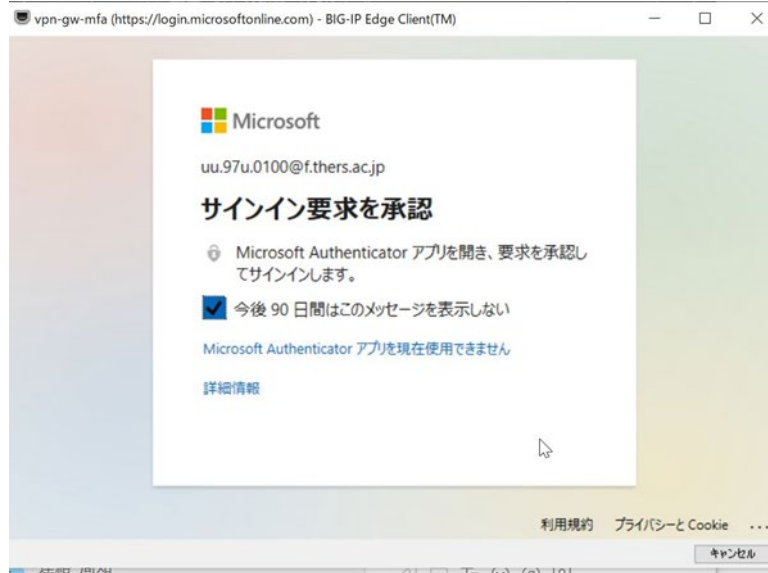 vpn-gw-mfa (https://login.microsoftonline.com) - BIG-IP Edge Client(TM)
Microsoft
uu.97u.0100@f.thers.ac.jp
サインイン要求を承認
Microsoft Authenticator アプリを開き、要求を承認し
てサインインします。
今後 90 日間はこのメッセージを表示しない
Microsoft Authenticator アプリを現在使用できません
詳細情報
利用規約 プライバシーと Cookie ...
キャンセル